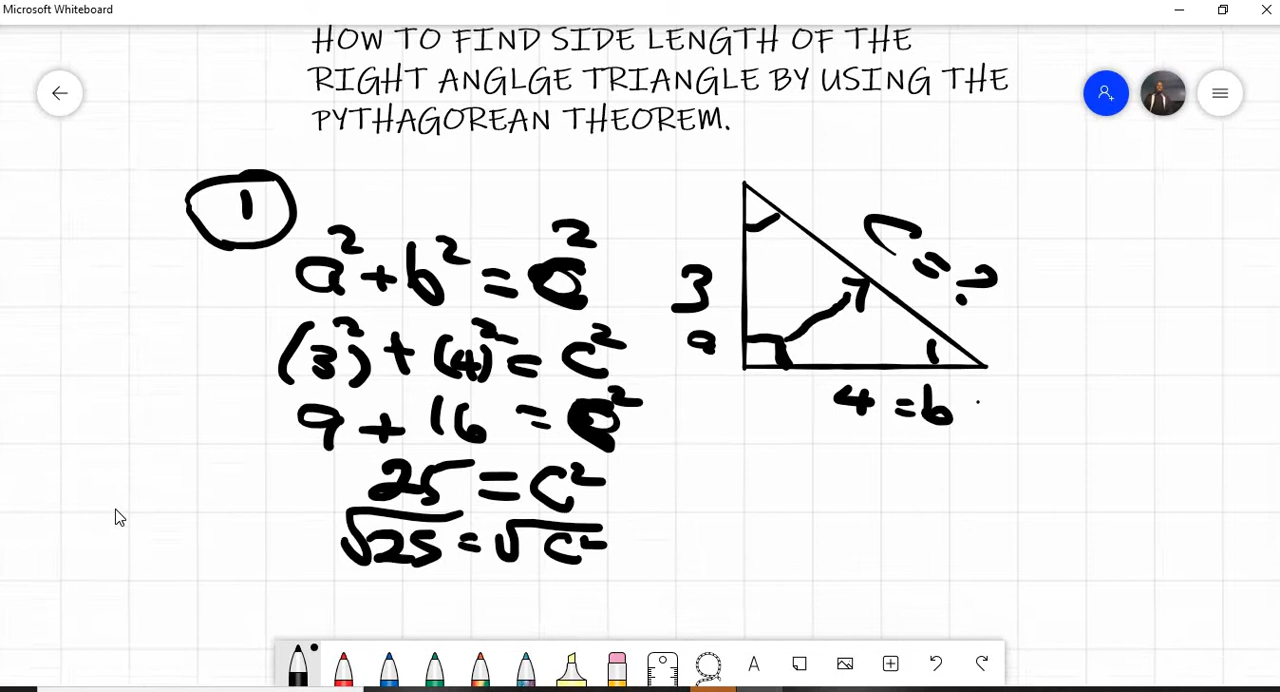 Microsoft Whiteboard
HOW TO FIND SIDE LENGTH OF THE
RIGHT ANGLGE TRIANGLE BY USING THE
PYTHAGOREAN THEOREM.
1
a² + b² = c²
(3)² + (4)² = c²
9 + 16 = c²
25 = c²
√25 = √c²
C = ?
3
a
4 = b
A